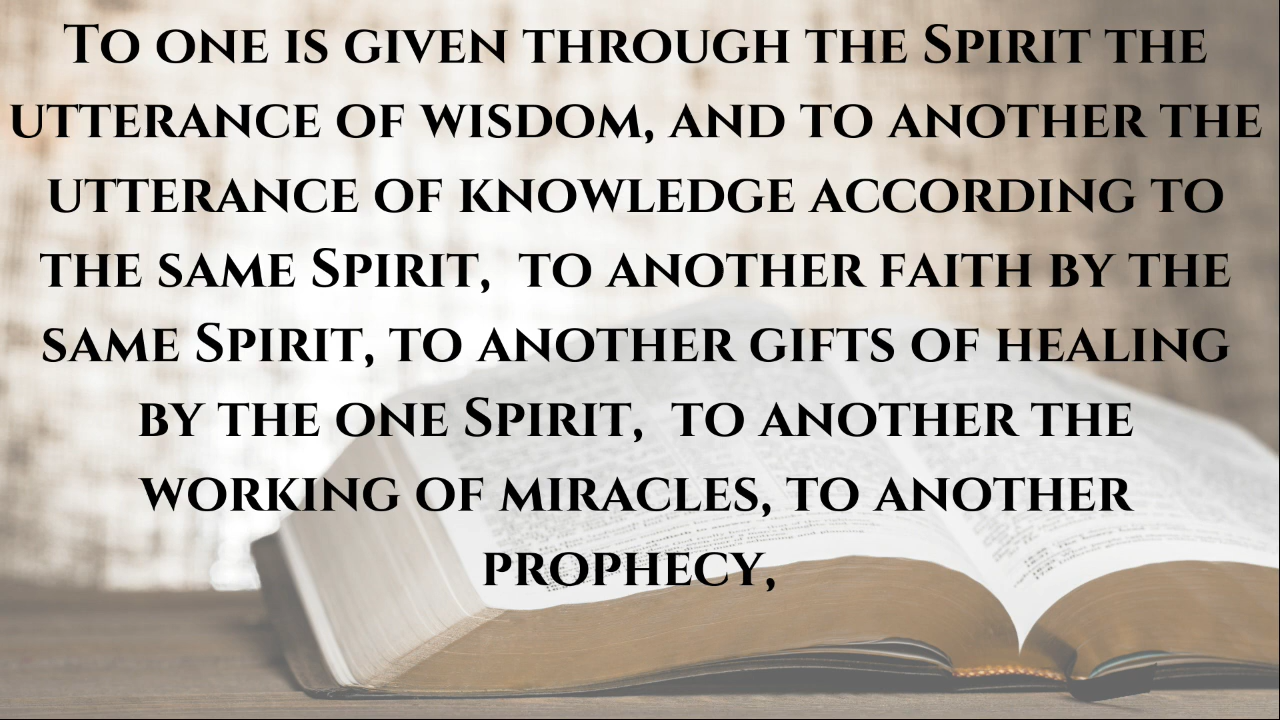 To one is given through the Spirit the
utterance of wisdom, and to another the
utterance of knowledge according to
the same Spirit,  to another faith by the
same Spirit, to another gifts of healing
by the one Spirit,  to another the
working of miracles, to another
prophecy,